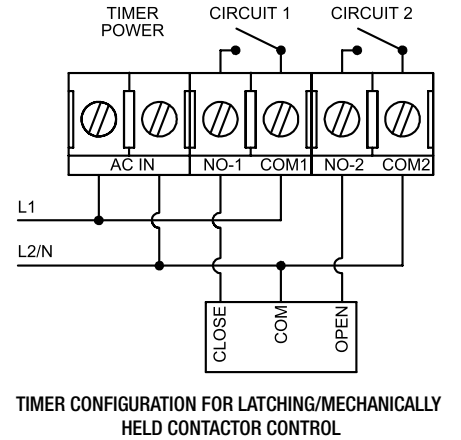 TIMER POWER
CIRCUIT 1
CIRCUIT 2
AC IN
NO-1
COM1
NO-2
COM2
L1
L2/N
CLOSE
COM
OPEN
TIMER CONFIGURATION FOR LATCHING/MECHANICALLY
HELD CONTACTOR CONTROL